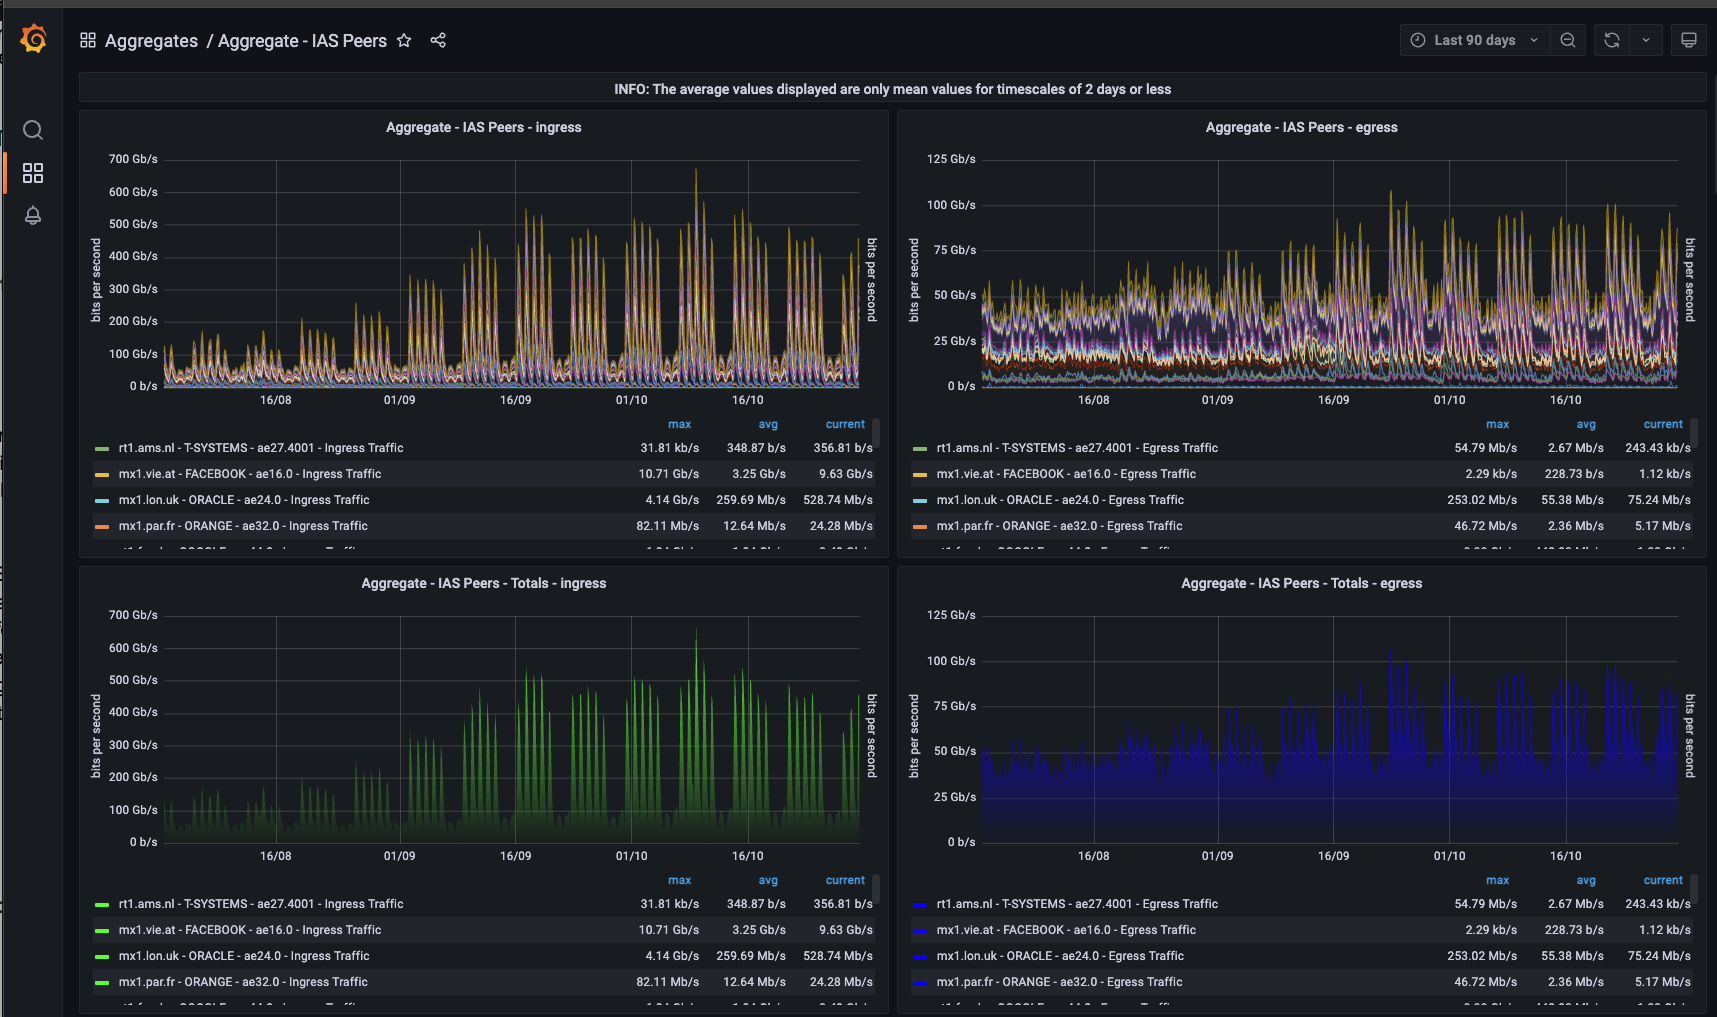 Aggregates / Aggregate - IAS Peers
Last 90 days
INFO: The average values displayed are only mean values for timescales of 2 days or less
Aggregate - IAS Peers - ingress
700 Gb/s
600 Gb/s
500 Gb/s
400 Gb/s
300 Gb/s
200 Gb/s
100 Gb/s
0 b/s
bits per second
bits per second
16/08 01/09 16/09 01/10 16/10
max avg current
rt1.ams.nl - T-SYSTEMS - ae27.4001 - Ingress Traffic 31.81 kb/s 348.87 b/s 356.81 b/s
mx1.vie.at - FACEBOOK - ae16.0 - Ingress Traffic 10.71 Gb/s 3.25 Gb/s 9.63 Gb/s
mx1.lon.uk - ORACLE - ae24.0 - Ingress Traffic 4.14 Gb/s 259.69 Mb/s 528.74 Mb/s
mx1.par.fr - ORANGE - ae32.0 - Ingress Traffic 82.11 Mb/s 12.64 Mb/s 24.28 Mb/s
Aggregate - IAS Peers - egress
125 Gb/s
100 Gb/s
75 Gb/s
50 Gb/s
25 Gb/s
0 b/s
bits per second
bits per second
16/08 01/09 16/09 01/10 16/10
max avg current
rt1.ams.nl - T-SYSTEMS - ae27.4001 - Egress Traffic 54.79 Mb/s 2.67 Mb/s 243.43 kb/s
mx1.vie.at - FACEBOOK - ae16.0 - Egress Traffic 2.29 kb/s 228.73 b/s 1.12 kb/s
mx1.lon.uk - ORACLE - ae24.0 - Egress Traffic 253.02 Mb/s 55.38 Mb/s 75.24 Mb/s
mx1.par.fr - ORANGE - ae32.0 - Egress Traffic 46.72 Mb/s 2.36 Mb/s 5.17 Mb/s
Aggregate - IAS Peers - Totals - ingress
700 Gb/s
600 Gb/s
500 Gb/s
400 Gb/s
300 Gb/s
200 Gb/s
100 Gb/s
0 b/s
bits per second
bits per second
16/08 01/09 16/09 01/10 16/10
max avg current
rt1.ams.nl - T-SYSTEMS - ae27.4001 - Ingress Traffic 31.81 kb/s 348.87 b/s 356.81 b/s
mx1.vie.at - FACEBOOK - ae16.0 - Ingress Traffic 10.71 Gb/s 3.25 Gb/s 9.63 Gb/s
mx1.lon.uk - ORACLE - ae24.0 - Ingress Traffic 4.14 Gb/s 259.69 Mb/s 528.74 Mb/s
mx1.par.fr - ORANGE - ae32.0 - Ingress Traffic 82.11 Mb/s 12.64 Mb/s 24.28 Mb/s
Aggregate - IAS Peers - Totals - egress
125 Gb/s
100 Gb/s
75 Gb/s
50 Gb/s
25 Gb/s
0 b/s
bits per second
bits per second
16/08 01/09 16/09 01/10 16/10
max avg current
rt1.ams.nl - T-SYSTEMS - ae27.4001 - Egress Traffic 54.79 Mb/s 2.67 Mb/s 243.43 kb/s
mx1.vie.at - FACEBOOK - ae16.0 - Egress Traffic 2.29 kb/s 228.73 b/s 1.12 kb/s
mx1.lon.uk - ORACLE - ae24.0 - Egress Traffic 253.02 Mb/s 55.38 Mb/s 75.24 Mb/s
mx1.par.fr - ORANGE - ae32.0 - Egress Traffic 46.72 Mb/s 2.36 Mb/s 5.17 Mb/s